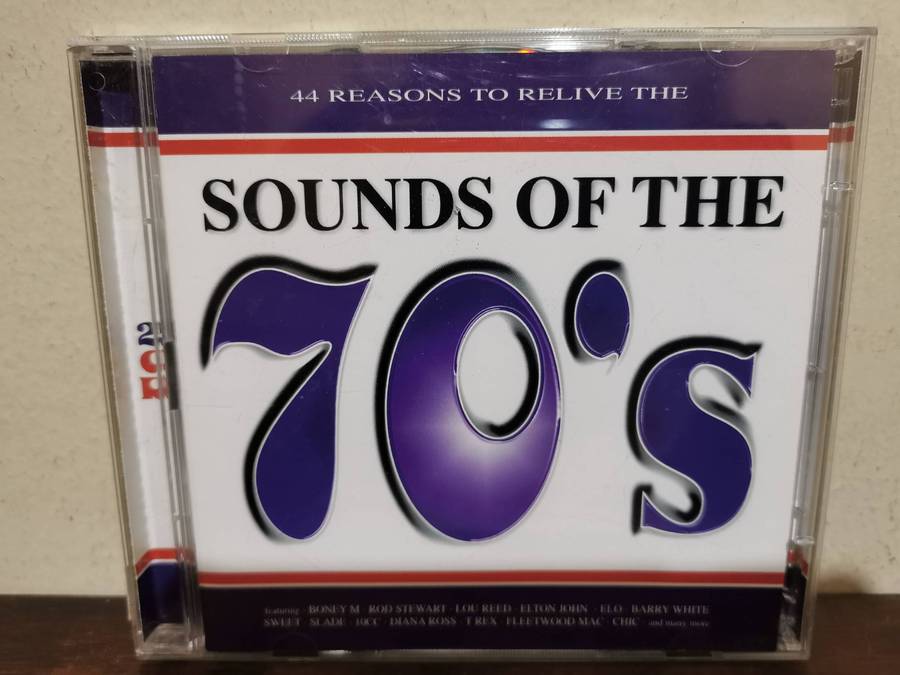 44 REASONS TO RELIVE THE
SOUNDS OF THE
70's
featuring · BONEY M · ROD STEWART · LOU REED · ELTON JOHN · ELO · BARRY WHITE
SWEET · SLADE · 10CC · DIANA ROSS · T REX · FLEETWOOD MAC · CHIC · and many more
2